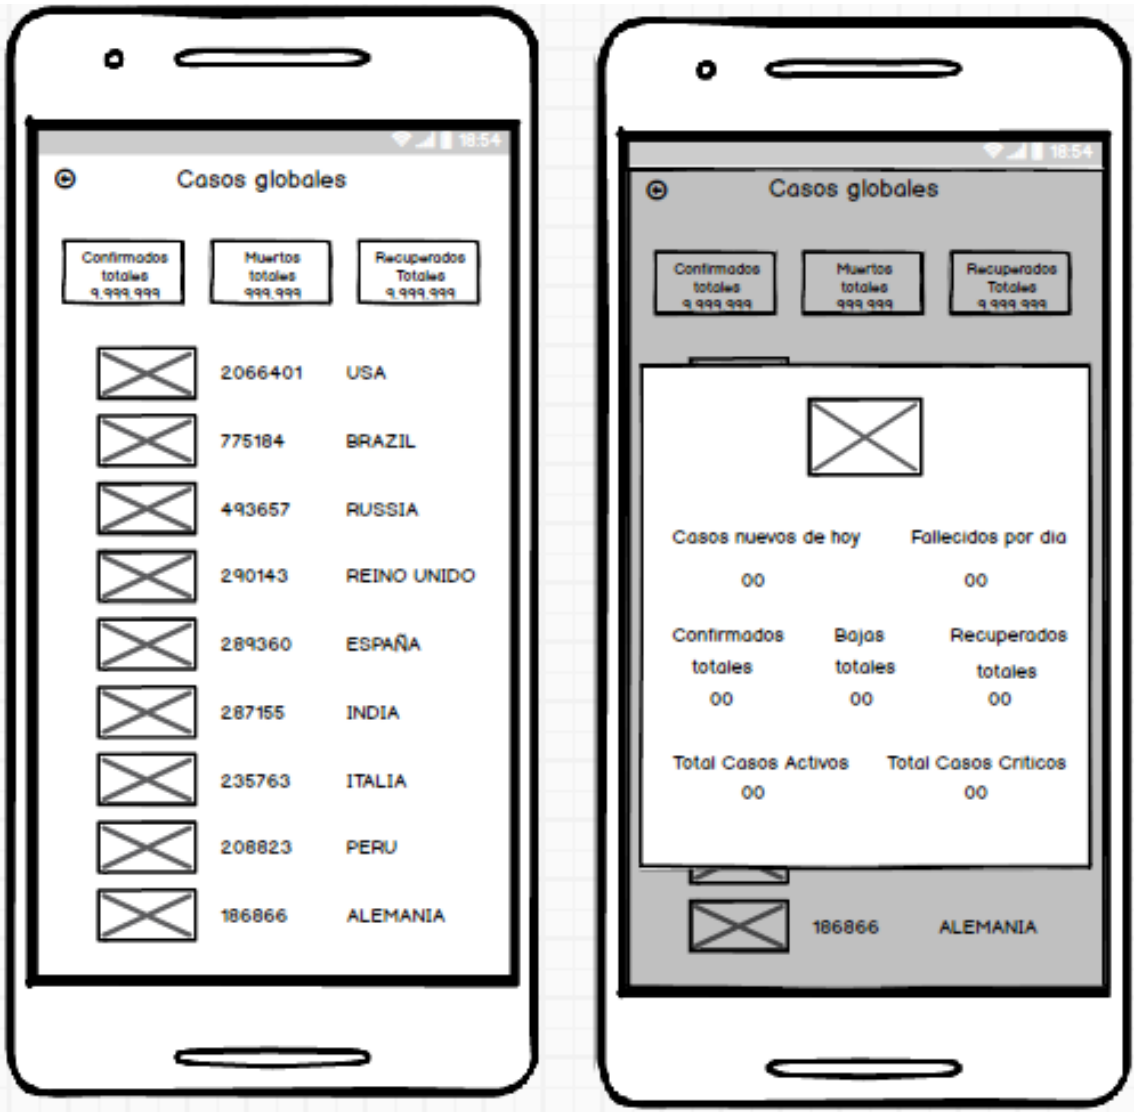 18:54
Casos globales
Confirmados Muertos Recuperados
totales totales Totales
9.999.999 999.999 9.999.999
2066401 USA
775184 BRAZIL
493657 RUSSIA
290143 REINO UNIDO
289360 ESPAÑA
287155 INDIA
235763 ITALIA
208823 PERU
186866 ALEMANIA
18:54
Casos globales
Confirmados Muertos Recuperados
totales totales Totales
9.999.999 999.999 9.999.999
Casos nuevos de hoy Fallecidos por dia
00 00
Confirmados Bajas Recuperados
totales totales totales
00 00 00
Total Casos Activos Total Casos Criticos
00 00
186866 ALEMANIA